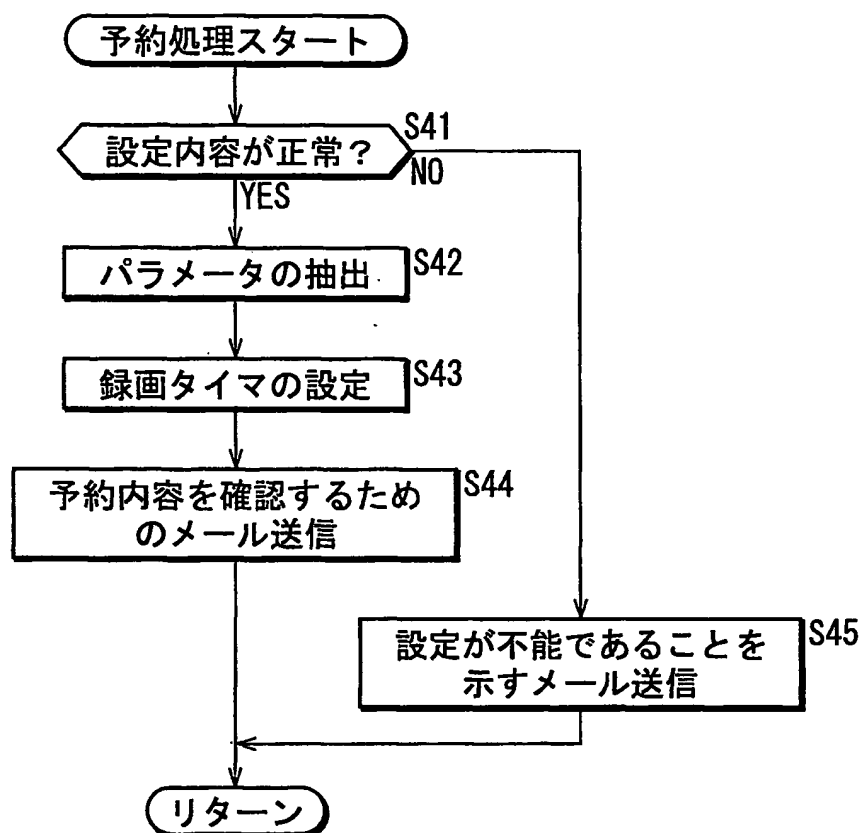 予約処理スタート
設定内容が正常？
S41
NO
YES
パラメータの抽出
S42
録画タイマの設定
S43
予約内容を確認するため
のメール送信
S44
設定が不能であることを
示すメール送信
S45
リターン